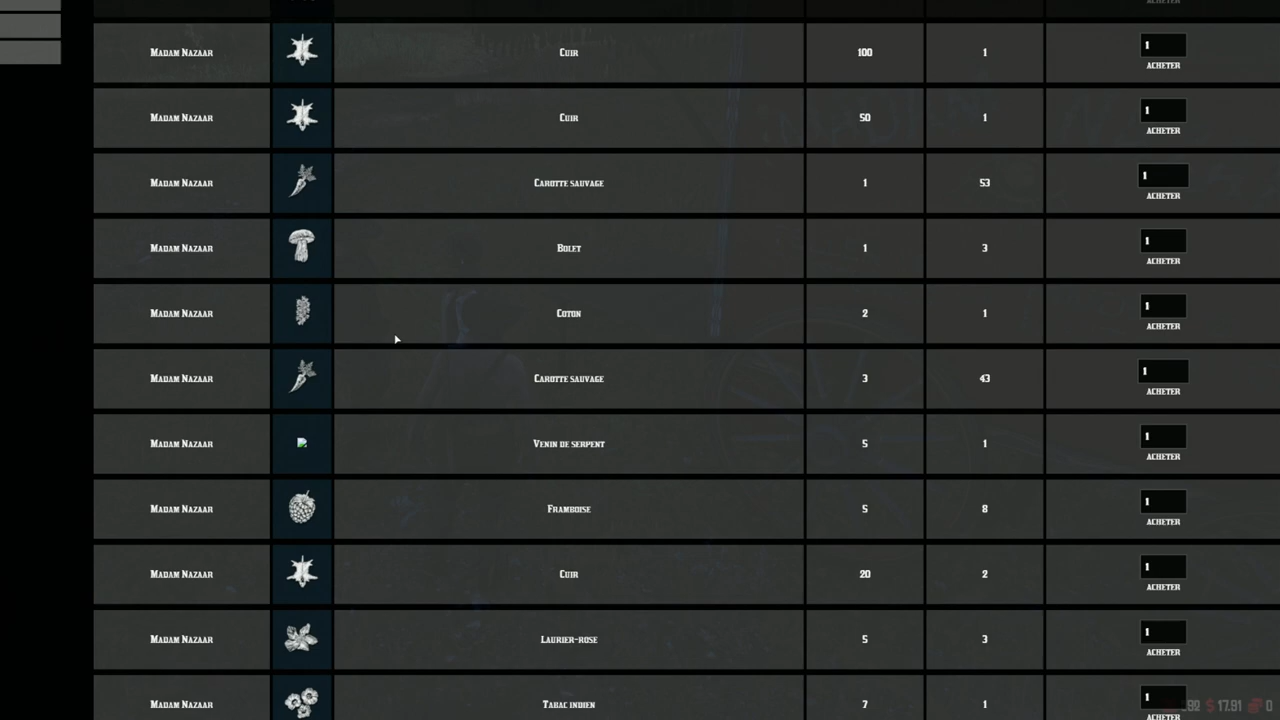 ACHETER
MADAM NAZAAR CUIR 100 1 1
ACHETER
MADAM NAZAAR CUIR 50 1 1
ACHETER
MADAM NAZAAR CAROTTE SAUVAGE 1 53 1
ACHETER
MADAM NAZAAR BOLET 1 3 1
ACHETER
MADAM NAZAAR COTON 2 1 1
ACHETER
MADAM NAZAAR CAROTTE SAUVAGE 3 43 1
ACHETER
MADAM NAZAAR VENIN DE SERPENT 5 1 1
ACHETER
MADAM NAZAAR FRAMBOISE 5 8 1
ACHETER
MADAM NAZAAR CUIR 20 2 1
ACHETER
MADAM NAZAAR LAURIER-ROSE 5 3 1
ACHETER
MADAM NAZAAR TABAC INDIEN 7 1 1
ACHETER
$ 17.91 0